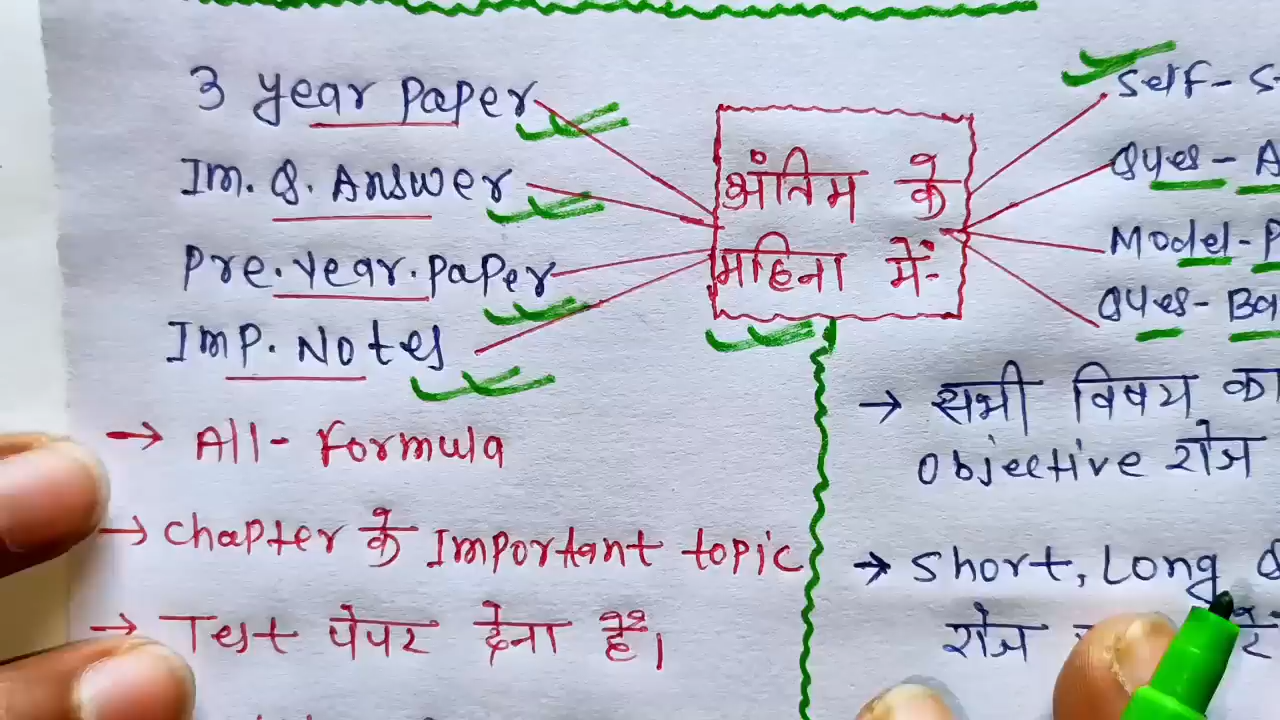 3 year paper
Im. Q. Answer
Pre.year.paper
Imp. Notes
अंतिम के
महिना में-
Self-
Ques-
Model-
Ques-
→ All- Formula
→ Chapter के Important topic
→ Test पेपर देना है।
→ सभी विषय का
Objective रोज
→ Short, Long
रोज